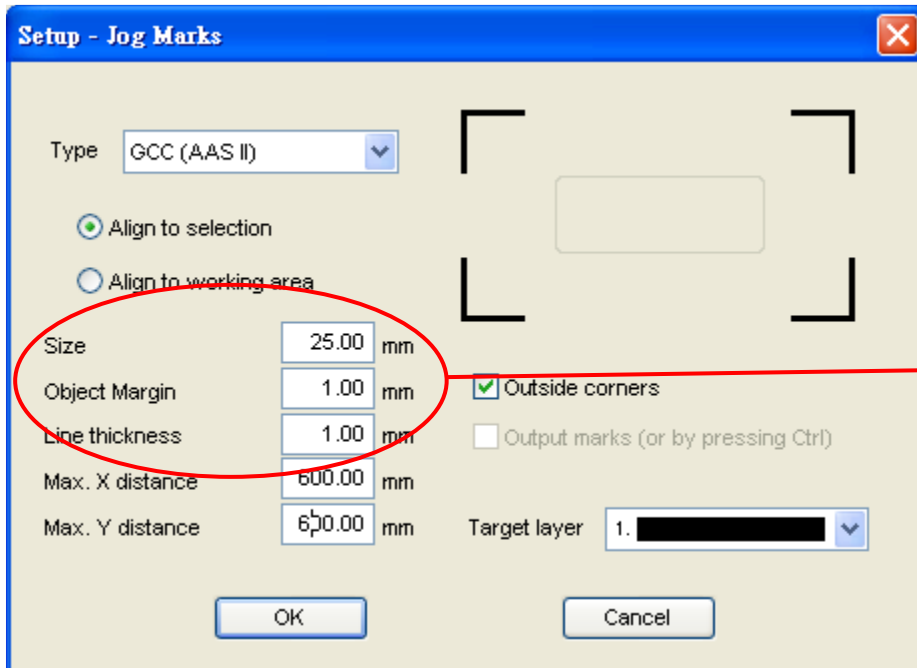 Setup - Jog Marks
Type GCC (AAS II)
Align to selection
Align to working area
Size 25.00 mm
Object Margin 1.00 mm
Outside corners
Line thickness 1.00 mm
Output marks (or by pressing Ctrl)
Max. X distance 600.00 mm
Max. Y distance 600.00 mm
Target layer 1.
OK Cancel